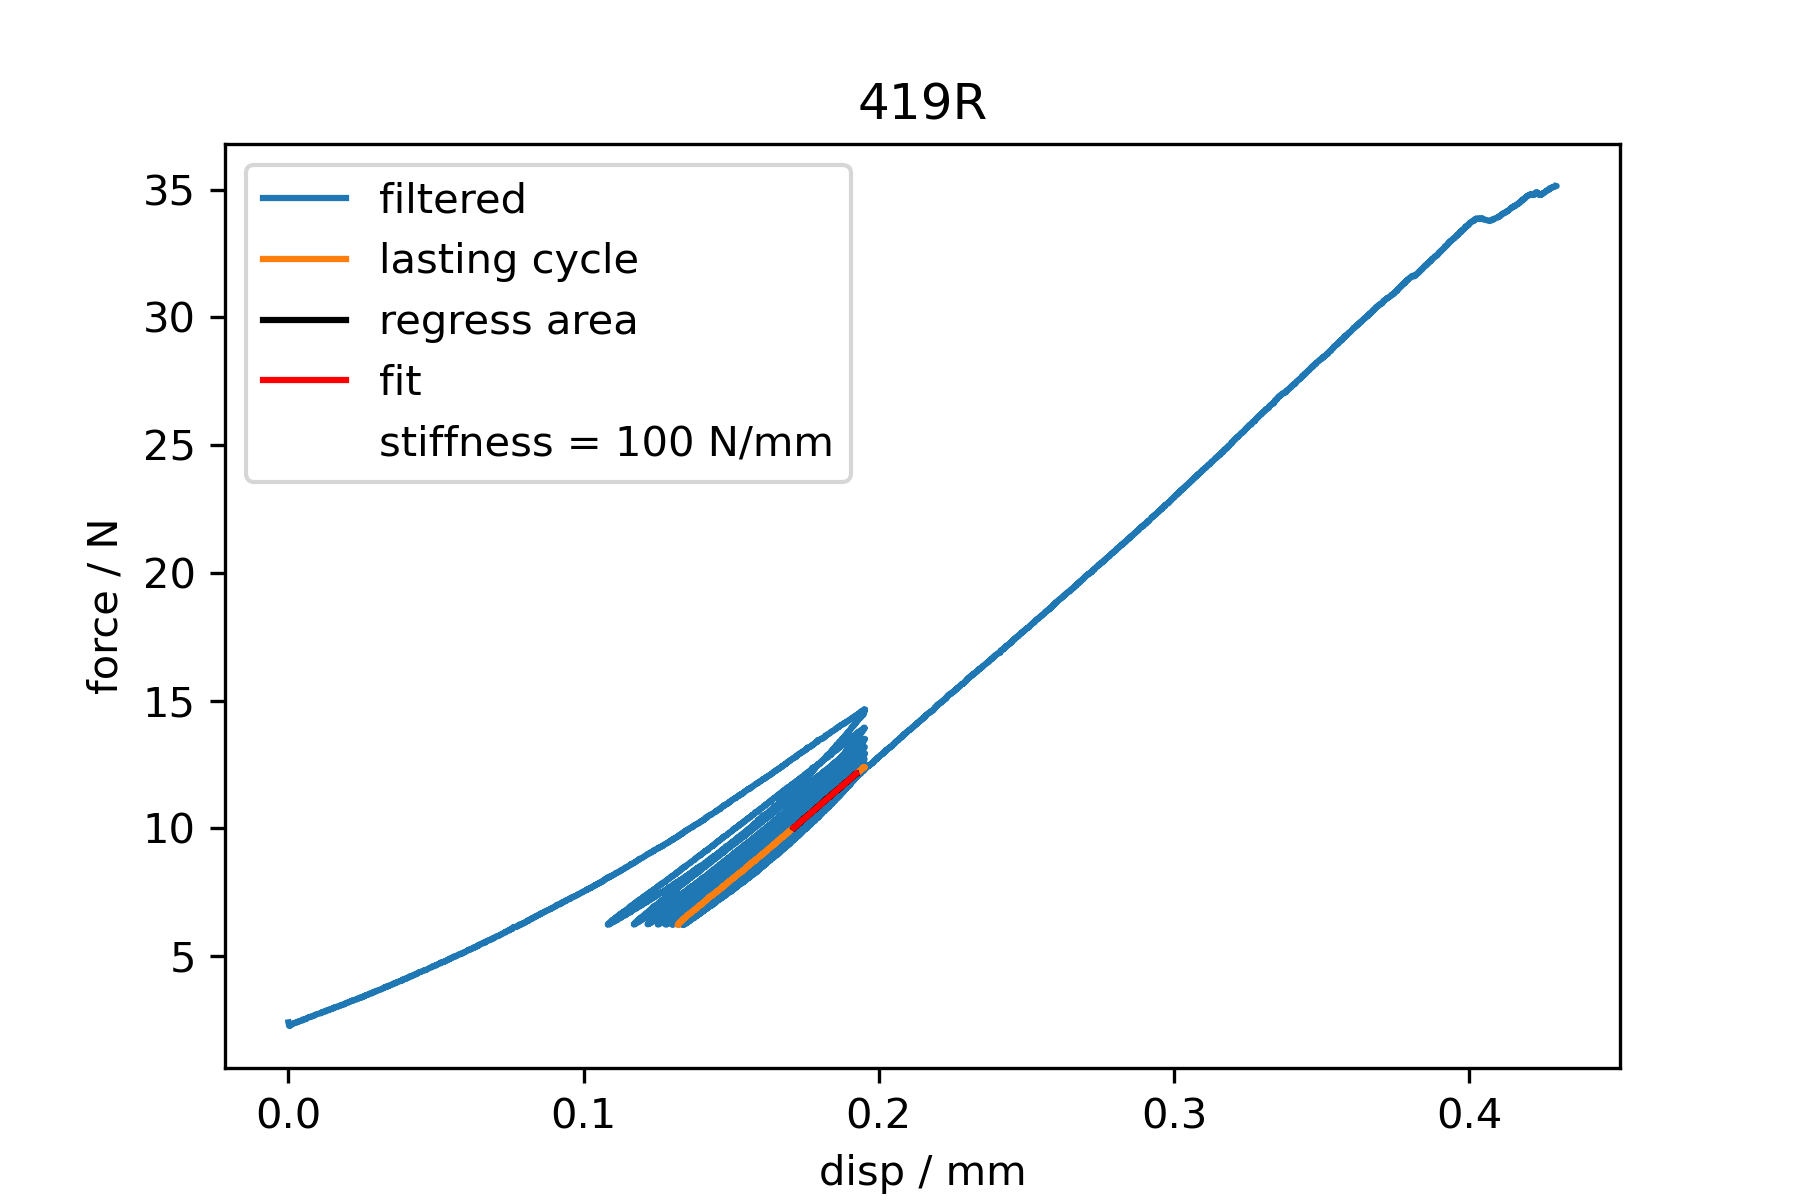 419R
filtered
lasting cycle
regress area
fit
stiffness = 100 N/mm
force / N
35
30
25
20
15
10
5
0.0 0.1 0.2 0.3 0.4
disp / mm